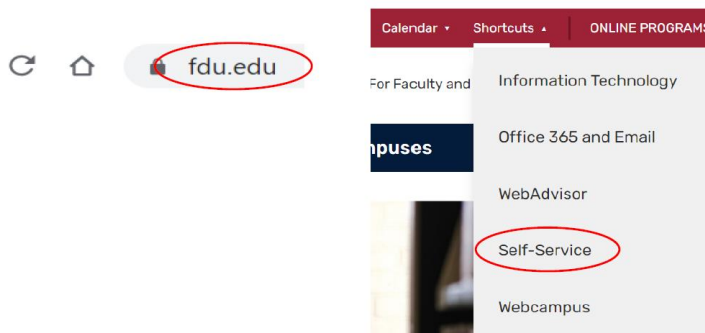 fdu.edu
Calendar Shortcuts ONLINE PROGRAMS
For Faculty and
Information Technology
Office 365 and Email
WebAdvisor
Self-Service
Webcampus